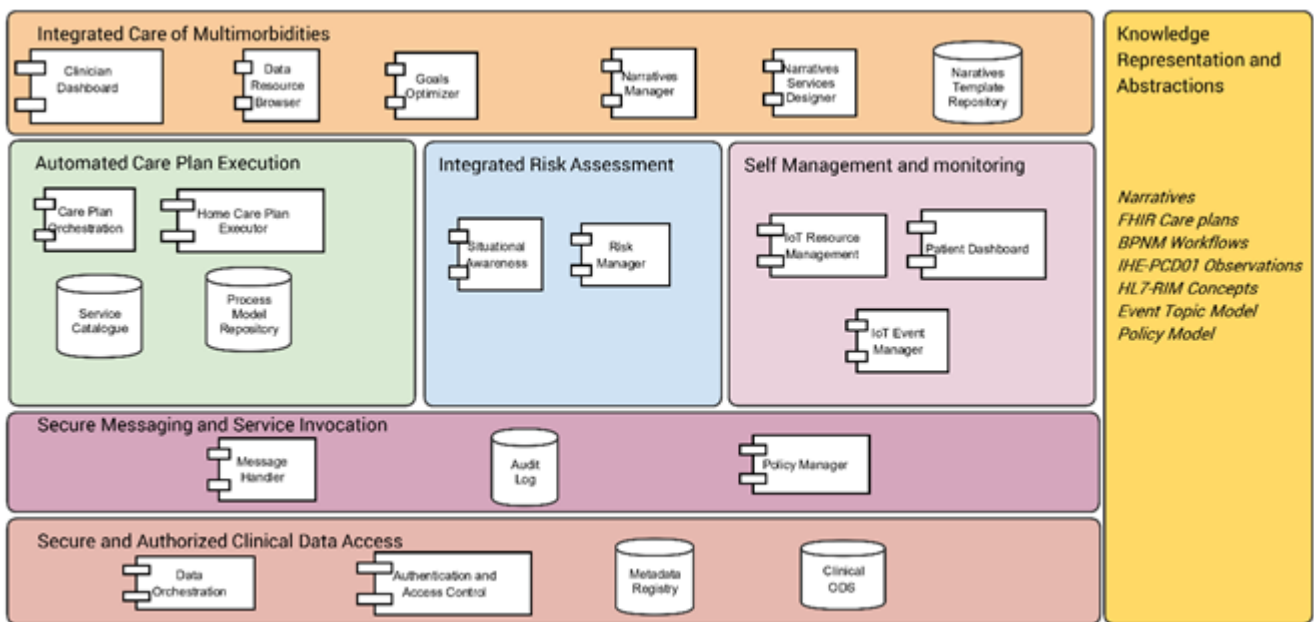 Integrated Care of Multimorbidities
Clinician
Dashboard
Data
Resource
Browser
Goals
Optimizer
Narratives
Manager
Narratives
Services
Designer
Naratives
Template
Repository
Knowledge
Representation and
Abstractions
Narratives
FHIR Care plans
BPNM Workflows
IHE-PCD01 Observations
HL7-RIM Concepts
Event Topic Model
Policy Model
Automated Care Plan Execution
Care Plan
Orchestration
Home Care Plan
Executor
Service
Catalogue
Process
Model
Repository
Integrated Risk Assessment
Situational
Awareness
Risk
Manager
Self Management and monitoring
IoT Resource
Management
Patient Dashboard
IoT Event
Manager
Secure Messaging and Service Invocation
Message
Handler
Audit
Log
Policy Manager
Secure and Authorized Clinical Data Access
Data
Orchestration
Authentication and
Access Control
Metadata
Registry
Clinical
ODS